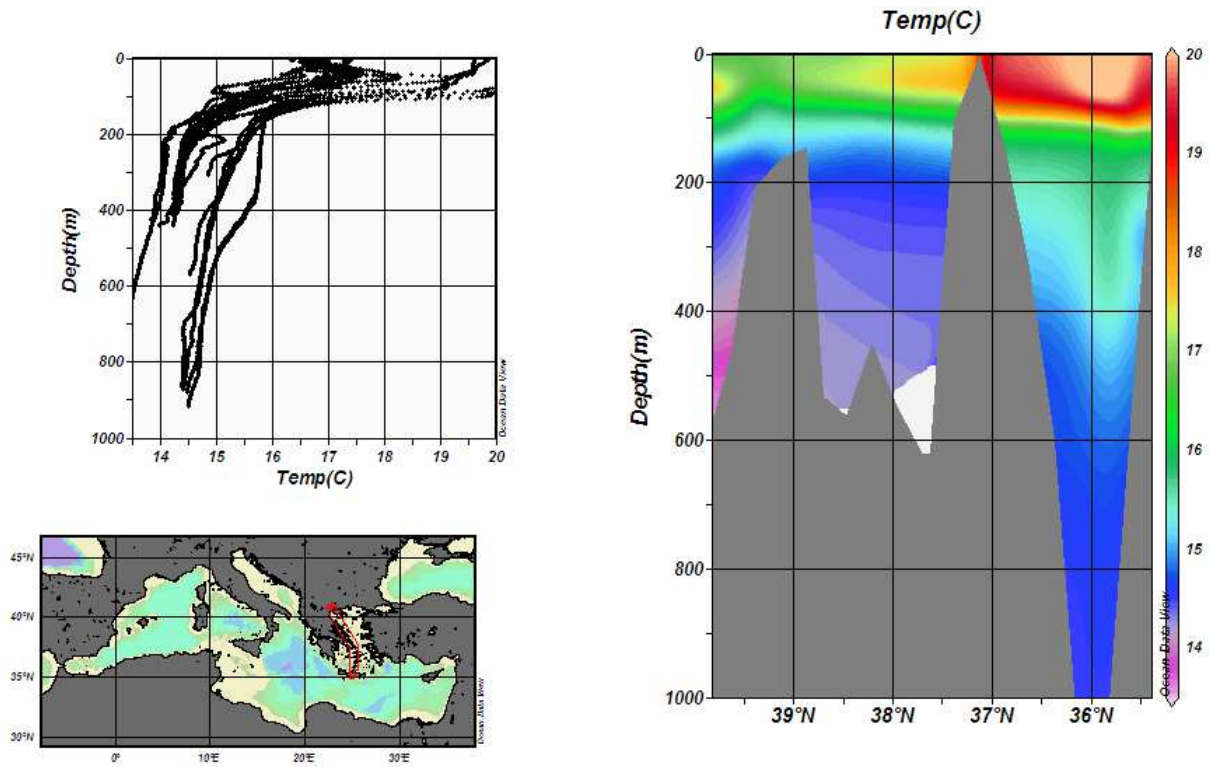 Temp(C)
0
200
400
600
800
1000
Depth(m)
14 15 16 17 18 19 20
Temp(C)
Ocean Data View
45°N
40°N
35°N
30°N
0° 10°E 20°E 30°E
Ocean Data View
0
200
400
600
800
1000
Depth(m)
39°N 38°N 37°N 36°N
20
19
18
17
16
15
14
Ocean Data View